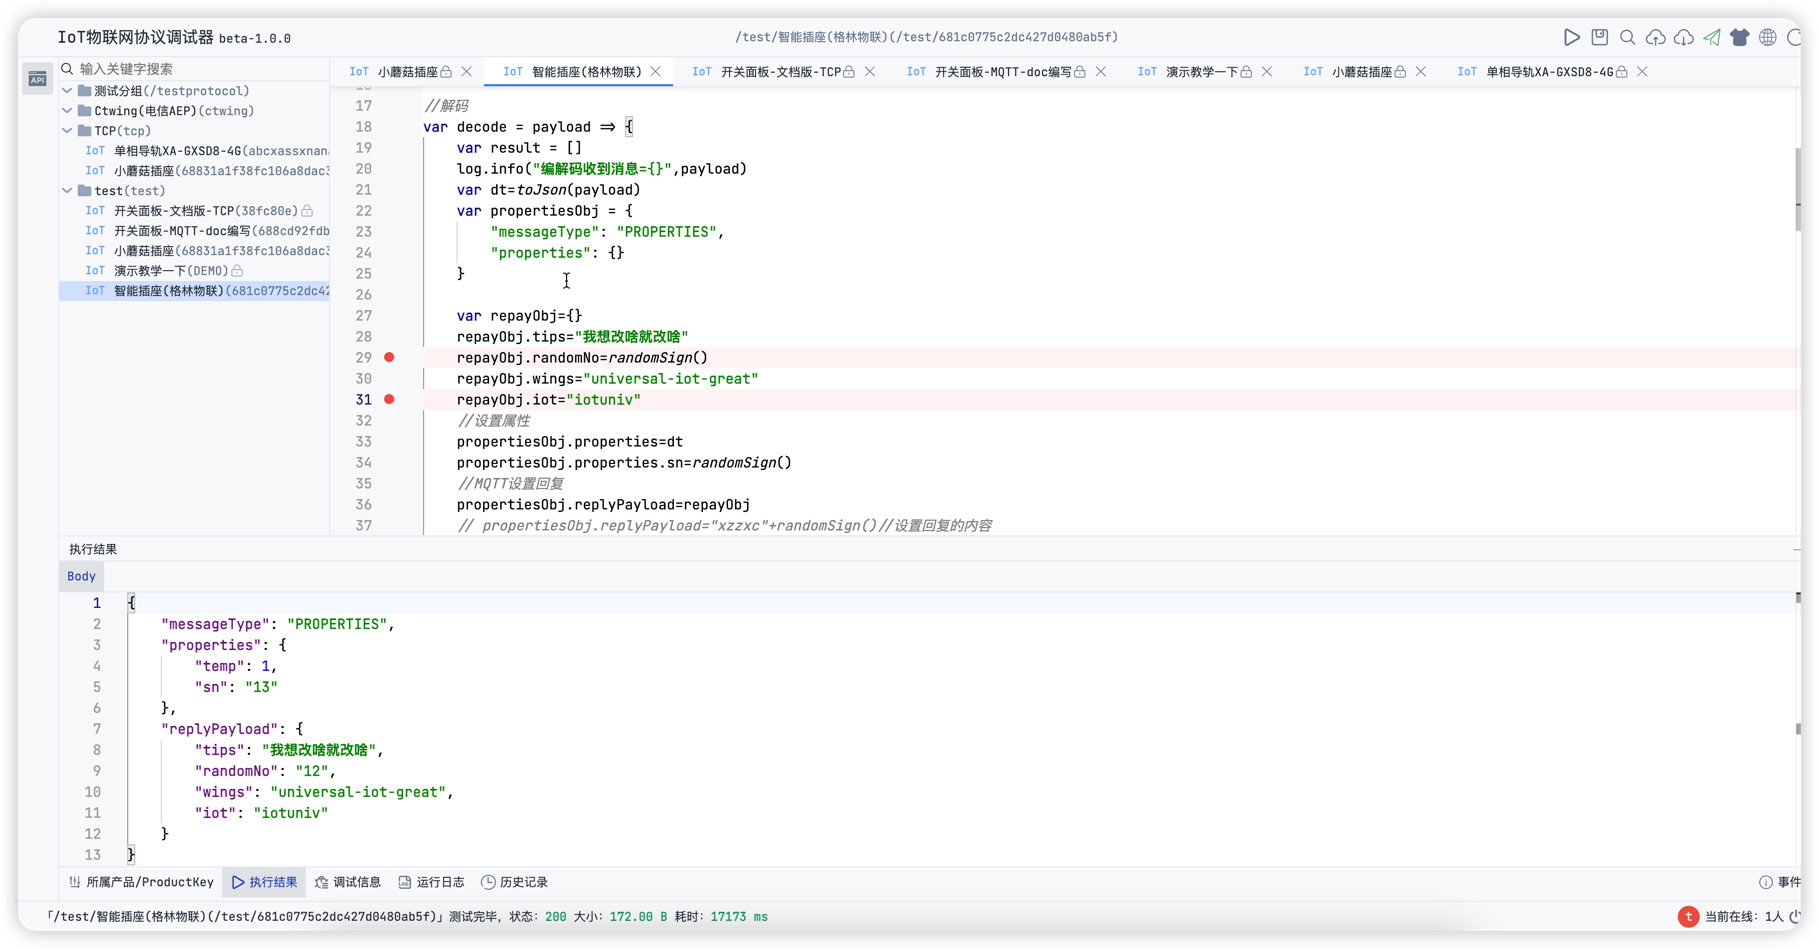 IoT物联网协议调试器 beta-1.0.0
/test/智能插座(格林物联)(/test/681c0775c2dc427d0480ab5f)
API
输入关键字搜索
测试分组(/testprotocol)
Ctwing(电信AEP)(ctwing)
TCP(tcp)
IoT 单相导轨XA-GXSD8-4G(abcxassxnan
IoT 小蘑菇插座(68831a1f38fc106a8dac3
test(test)
IoT 开关面板-文档版-TCP(38fc80e)
IoT 开关面板-MQTT-doc编写(688cd92fdb
IoT 小蘑菇插座(68831a1f38fc106a8dac3
IoT 演示教学一下(DEMO)
IoT 智能插座(格林物联)(681c0775c2dc42
IoT 小蘑菇插座 IoT 智能插座(格林物联) IoT 开关面板-文档版-TCP IoT 开关面板-MQTT-doc编写 IoT 演示教学一下 IoT 小蘑菇插座 IoT 单相导轨XA-GXSD8-4G
17 //解码
18 var decode = payload => {
19 var result = []
20 log.info("编解码收到消息={}",payload)
21 var dt=toJson(payload)
22 var propertiesObj = {
23 "messageType": "PROPERTIES",
24 "properties": {}
25 }
26
27 var repayObj={}
28 repayObj.tips="我想改啥就改啥"
29 repayObj.randomNo=randomSign()
30 repayObj.wings="universal-iot-great"
31 repayObj.iot="iotuniv"
32 //设置属性
33 propertiesObj.properties=dt
34 propertiesObj.properties.sn=randomSign()
35 //MQTT设置回复
36 propertiesObj.replyPayload=repayObj
37 // propertiesObj.replyPayload="xzzxc"+randomSign()//设置回复的内容
执行结果
Body
1 {
2 "messageType": "PROPERTIES",
3 "properties": {
4 "temp": 1,
5 "sn": "13"
6 },
7 "replyPayload": {
8 "tips": "我想改啥就改啥",
9 "randomNo": "12",
10 "wings": "universal-iot-great",
11 "iot": "iotuniv"
12 }
13 }
所属产品/ProductKey 执行结果 调试信息 运行日志 历史记录 事件
「/test/智能插座(格林物联)(/test/681c0775c2dc427d0480ab5f)」测试完毕, 状态: 200 大小: 172.00 B 耗时: 17173 ms
t 当前在线: 1人